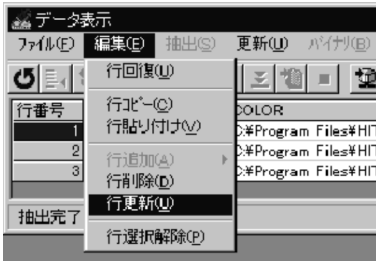 データ表示
ファイル(F) 編集(E) 抽出(S) 更新(U) バイナリ(B)
行回復(U)
行コピー(C)
行貼り付け(V)
行追加(A)
行削除(D)
行更新(U)
行選択解除(P)
行番号 COLOR
1 :¥Program Files¥HIT
2 :¥Program Files¥HIT
3 :¥Program Files¥HIT
抽出完了